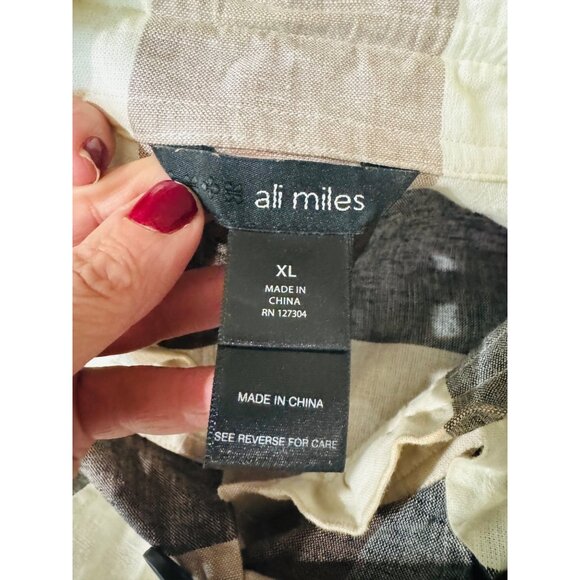 ali miles
XL
MADE IN
CHINA
RN 127304
MADE IN CHINA
SEE REVERSE FOR CARE